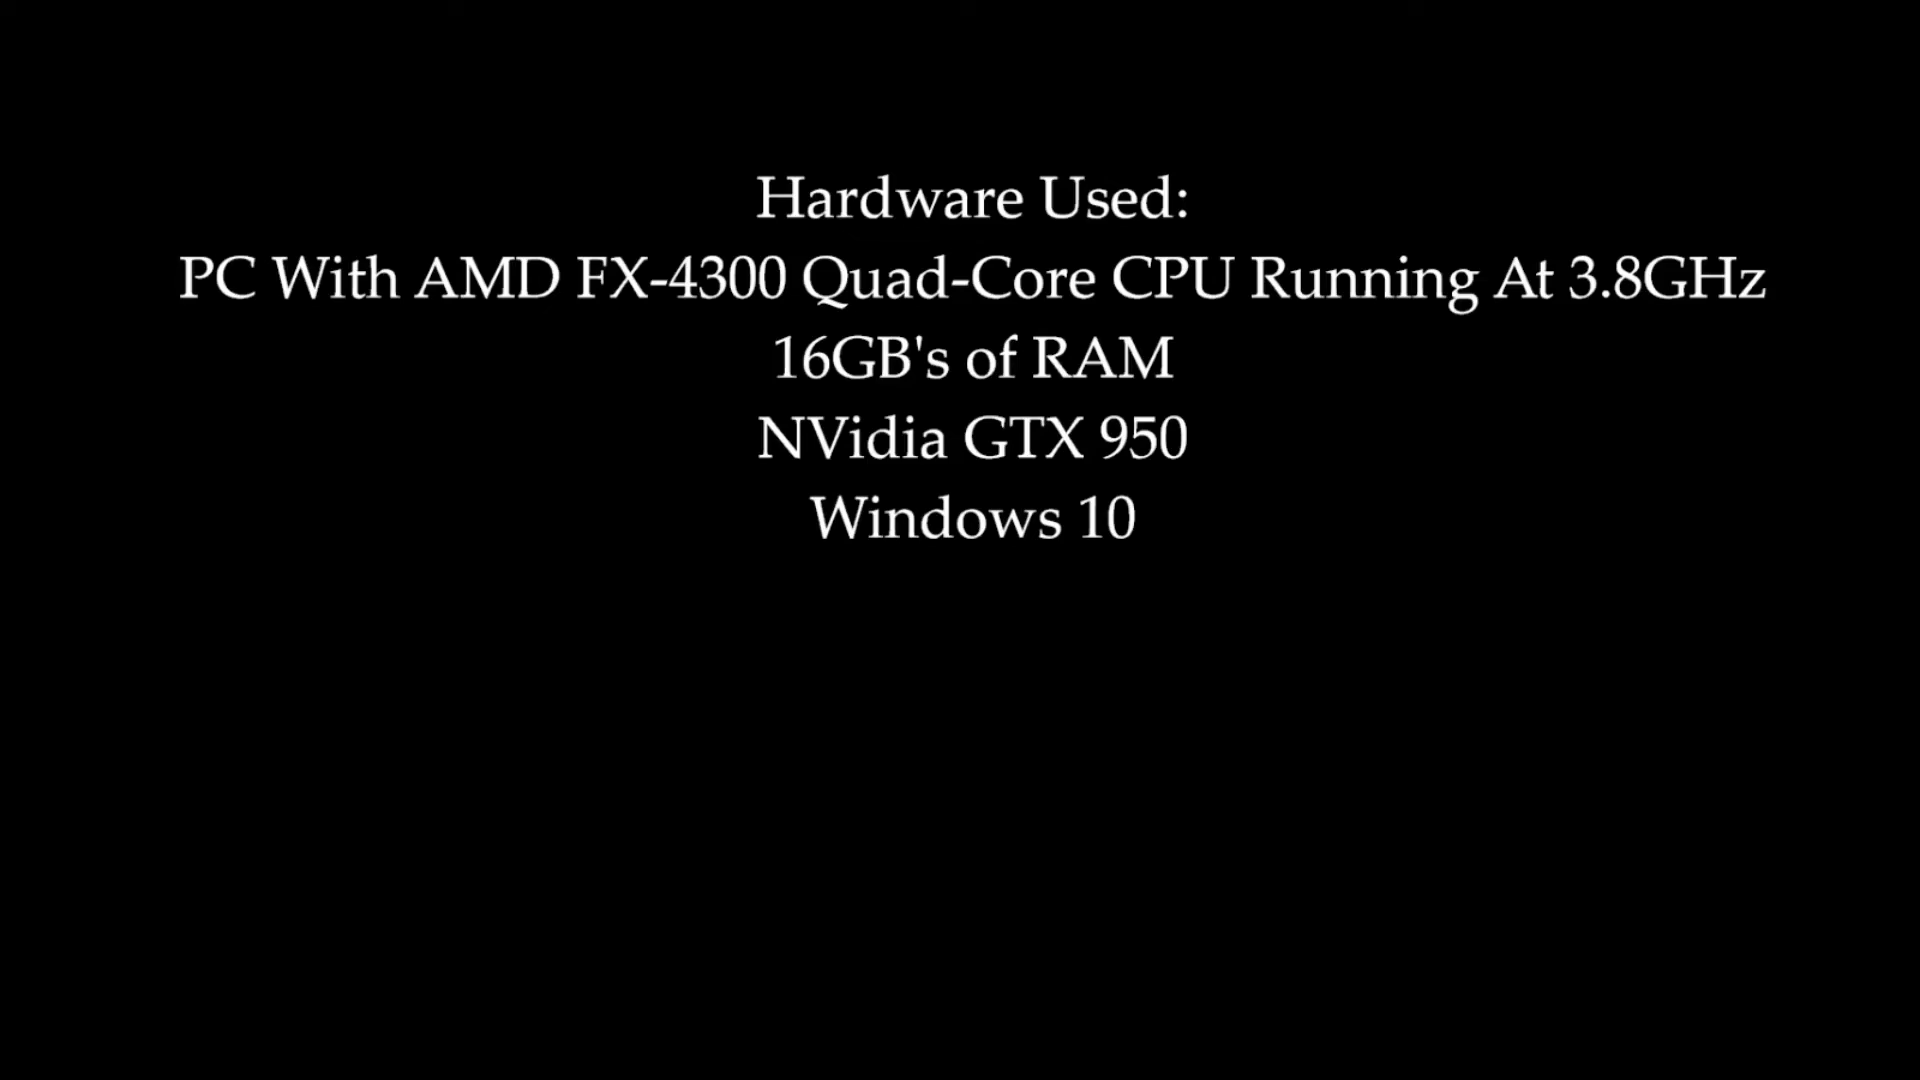 Hardware Used:
PC With AMD FX-4300 Quad-Core CPU Running At 3.8GHz
16GB's of RAM
NVidia GTX 950
Windows 10